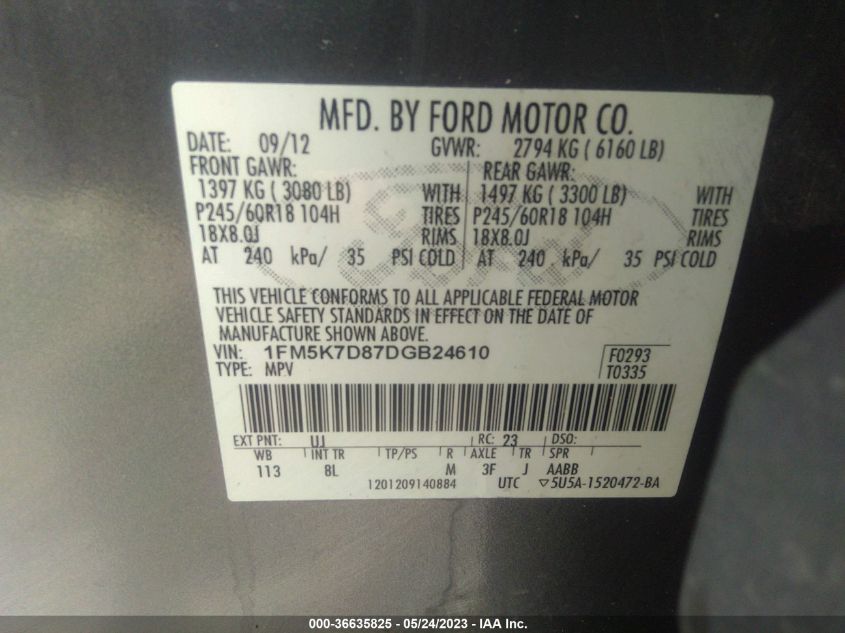 MFD. BY FORD MOTOR CO.
DATE: 09/12 GVWR: 2794 KG ( 6160 LB)
FRONT GAWR: REAR GAWR:
1397 KG ( 3080 LB) WITH 1497 KG ( 3300 LB) WITH
P245/60R18 104H TIRES P245/60R18 104H TIRES
18X8.0J RIMS 18X8.0J RIMS
AT 240 kPa/ 35 PSI COLD AT 240 kPa/ 35 PSI COLD
THIS VEHICLE CONFORMS TO ALL APPLICABLE FEDERAL MOTOR
VEHICLE SAFETY STANDARDS IN EFFECT ON THE DATE OF
MANUFACTURE SHOWN ABOVE.
VIN: 1FM5K7D87DGB24610 F0293
TYPE: MPV T0335
EXT PNT: UJ RC: 23 DSO:
WB INT TR TP/PS R AXLE TR SPR
113 8L M 3F J AABB
1201209140884 UTC ▽5U5A-1520472-BA
000-36635825 - 05/24/2023 - IAA Inc.